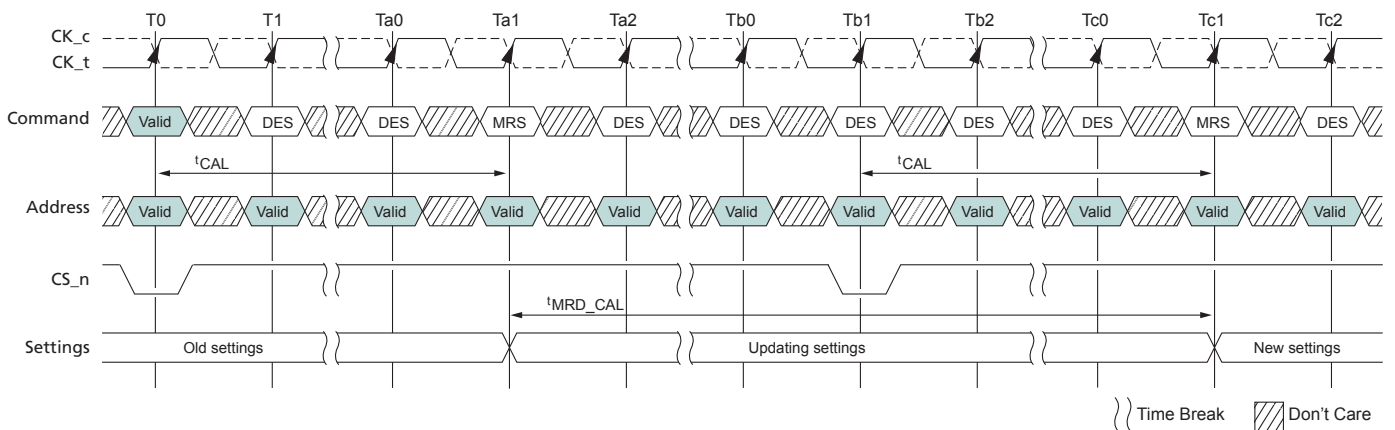 T0 T1 Ta0 Ta1 Ta2 Tb0 Tb1 Tb2 Tc0 Tc1 Tc2
CK_c
CK_t
Command Valid DES DES MRS DES DES DES DES DES MRS DES
tCAL tCAL
Address Valid Valid Valid Valid Valid Valid Valid Valid Valid Valid Valid
CS_n
tMRD_CAL
Settings Old settings Updating settings New settings
Time Break Don't Care